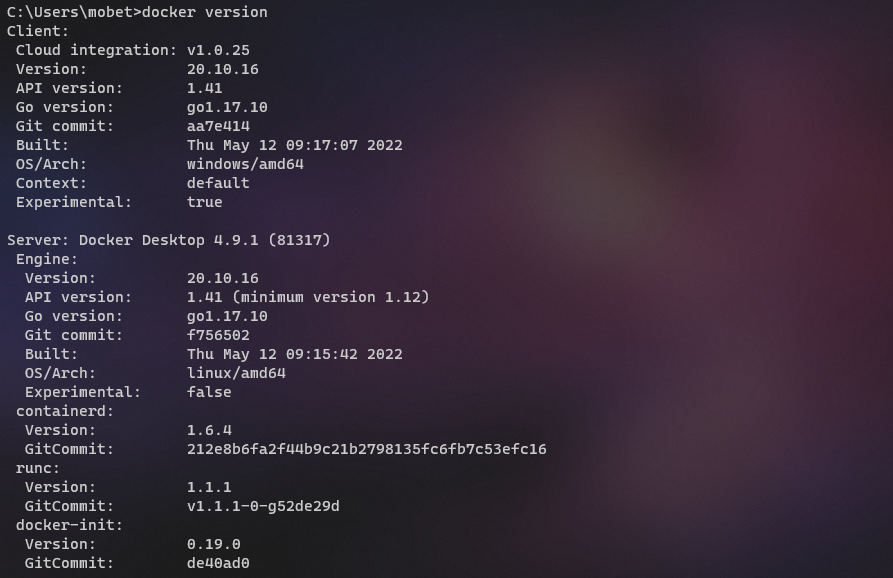 C:\Users\mobet>docker version
Client:
 Cloud integration: v1.0.25
 Version:           20.10.16
 API version:       1.41
 Go version:        go1.17.10
 Git commit:        aa7e414
 Built:             Thu May 12 09:17:07 2022
 OS/Arch:           windows/amd64
 Context:           default
 Experimental:      true

Server: Docker Desktop 4.9.1 (81317)
 Engine:
  Version:          20.10.16
  API version:      1.41 (minimum version 1.12)
  Go version:       go1.17.10
  Git commit:       f756502
  Built:            Thu May 12 09:15:42 2022
  OS/Arch:          linux/amd64
  Experimental:     false
 containerd:
  Version:          1.6.4
  GitCommit:        212e8b6fa2f44b9c21b2798135fc6fb7c53efc16
 runc:
  Version:          1.1.1
  GitCommit:        v1.1.1-0-g52de29d
 docker-init:
  Version:          0.19.0
  GitCommit:        de40ad0